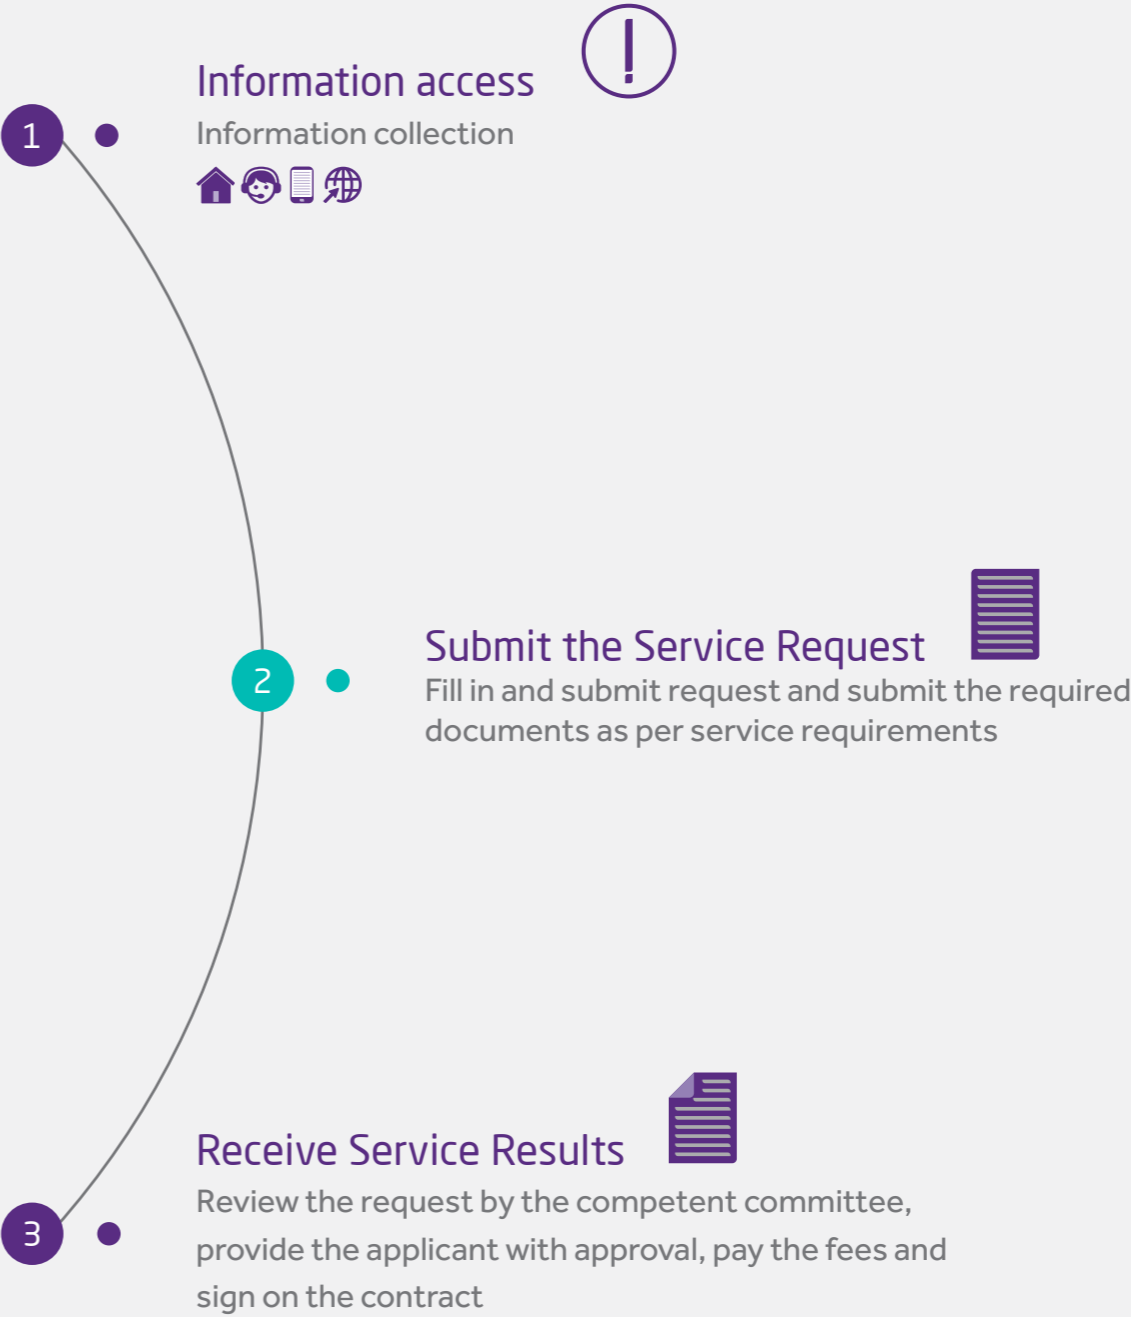 Information access
1
Information collection
Submit the Service Request
2
Fill in and submit request and submit the required
documents as per service requirements
Receive Service Results
Review the request by the competent committee,
3
provide the applicant with approval, pay the fees and
sign on the contract